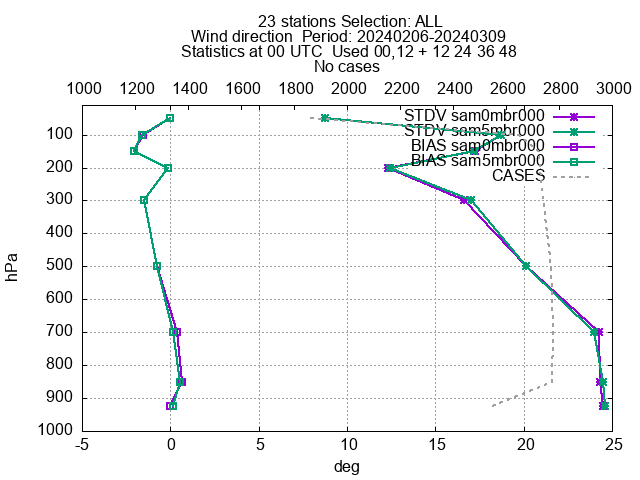 23 stations Selection: ALL
Wind direction  Period: 20240206-20240309
Statistics at 00 UTC  Used 00,12 + 12 24 36 48
No cases
1000 1200 1400 1600 1800 2000 2200 2400 2600 2800 3000
STDV sam0mbr000
STDV sam5mbr000
BIAS sam0mbr000
BIAS sam5mbr000
CASES
100
200
300
400
500
600
700
800
900
1000
hPa
-5 0 5 10 15 20 25
deg